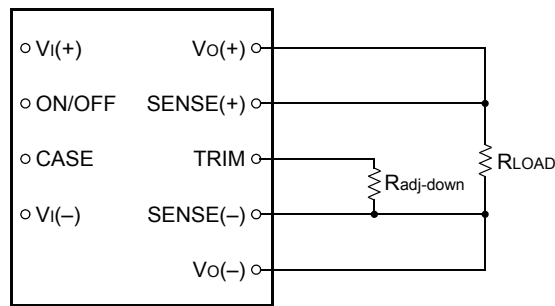 VI(+)
VO(+)
ON/OFF
SENSE(+)
CASE
TRIM
Radj-down
RLOAD
VI(–)
SENSE(–)
VO(–)